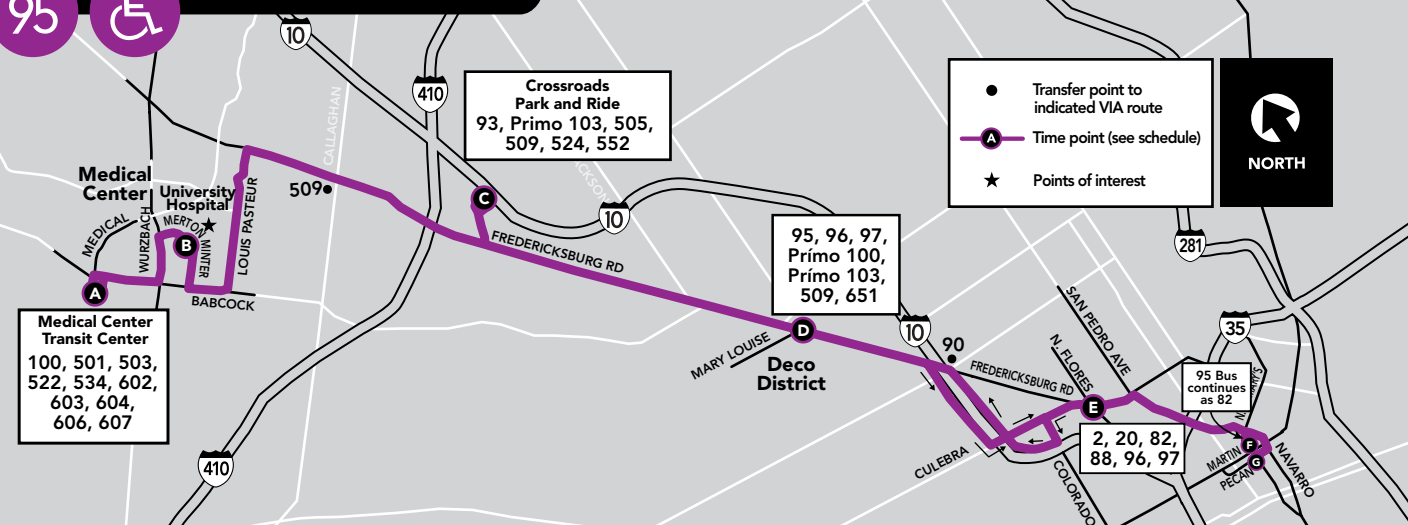 95
10
410
CALLAGHAN
Crossroads
Park and Ride
93, Primo 103, 505,
509, 524, 552
Transfer point to
indicated VIA route
A
Time point (see schedule)
Points of interest
NORTH
Medical
Center
University
Hospital
509
C
10
MEDICAL
WURZBACH
MERTON MINTER
B
LOUIS PASTEUR
FREDERICKSBURG RD
95, 96, 97,
Prímo 100,
Prímo 103,
509, 651
281
A
BABCOCK
Medical Center
Transit Center
100, 501, 503,
522, 534, 602,
603, 604,
606, 607
D
MARY LOUISE
Deco
District
10
90
SAN PEDRO AVE
N. FLORES
FREDERICKSBURG RD
35
95 Bus
continues
as 82
E
2, 20, 82,
88, 96, 97
CULEBRA
COLORADO
F
MARTIN
G
PECAN
NAVARRO
410